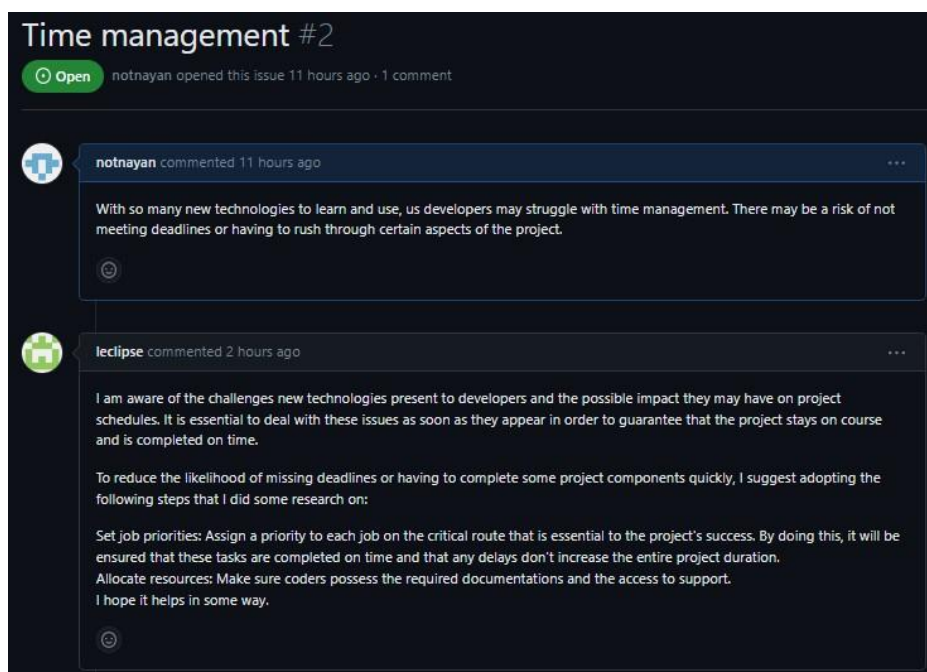 Time management #2
Open notnayan opened this issue 11 hours ago · 1 comment
notnayan commented 11 hours ago
With so many new technologies to learn and use, us developers may struggle with time management. There may be a risk of not
meeting deadlines or having to rush through certain aspects of the project.
leclipse commented 2 hours ago
I am aware of the challenges new technologies present to developers and the possible impact they may have on project
schedules. It is essential to deal with these issues as soon as they appear in order to guarantee that the project stays on course
and is completed on time.
To reduce the likelihood of missing deadlines or having to complete some project components quickly, I suggest adopting the
following steps that I did some research on:
Set job priorities: Assign a priority to each job on the critical route that is essential to the project's success. By doing this, it will be
ensured that these tasks are completed on time and that any delays don't increase the entire project duration.
Allocate resources: Make sure coders possess the required documentations and the access to support.
I hope it helps in some way.